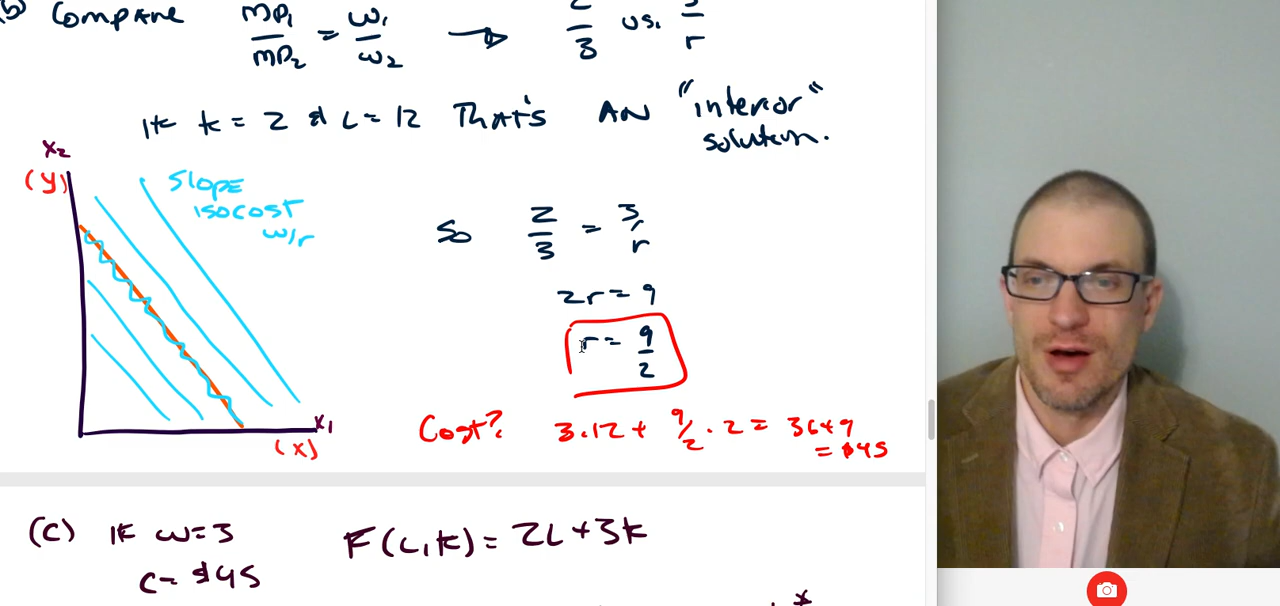 (b) Compare MP1/MP2 = w1/w2 → 2/3 vs. 3/r
If k = 2 & L = 12 That's AN "interior" solution.
x2
(y)
Slope isocost w/r
x1
(x)
So 2/3 = 3/r
2r = 9
r = 9/2
Cost? 3·12 + 9/2 · 2 = 36+9
= $45
(C) If w=3 F(L,K) = 2L+3K
C= $45
*